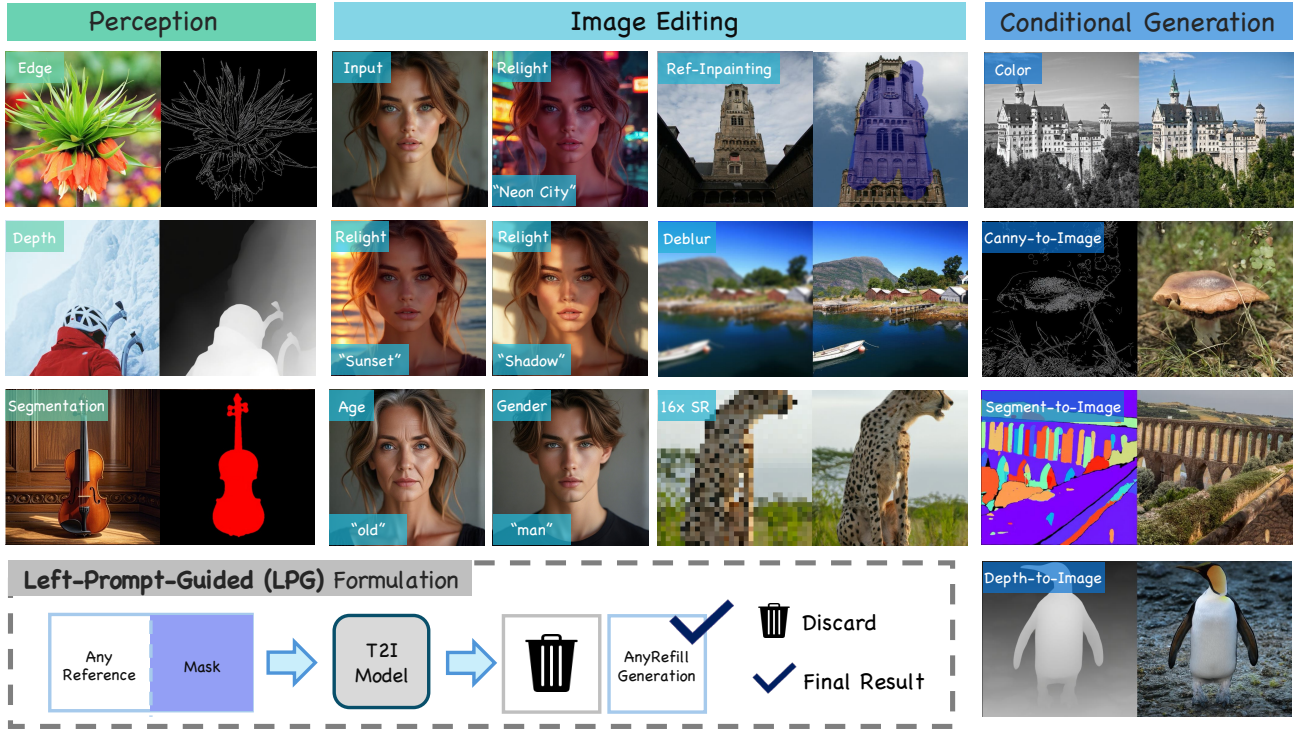 Perception
Image Editing
Conditional Generation
Edge
Input
Relight
"Neon City"
Ref-Inpainting
Color
Depth
Relight
"Sunset"
Relight
"Shadow"
Deblur
Canny-to-Image
Segmentation
Age
"old"
Gender
"man"
16x SR
Segment-to-Image
Depth-to-Image
Left-Prompt-Guided (LPG) Formulation
Any
Reference
Mask
T2I
Model
AnyRefill
Generation
Discard
Final Result